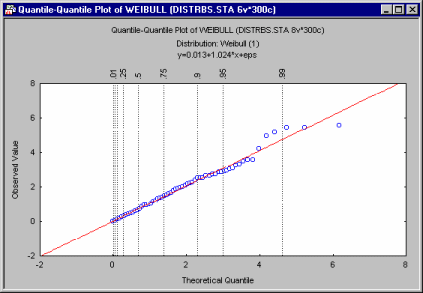 Quantile-Quantile Plot of WEIBULL (DISTRBS.STA 6v*300c)
Quantile-Quantile Plot of WEIBULL (DISTRBS.STA 8v*300c)
Distribution: Weibull (1)
y=0.013+1.024*x+eps
.01 .25 .5 .75 .9 .95 .99
8
6
4
2
0
-2
Observed Value
-2 0 2 4 6 8
Theoretical Quantile